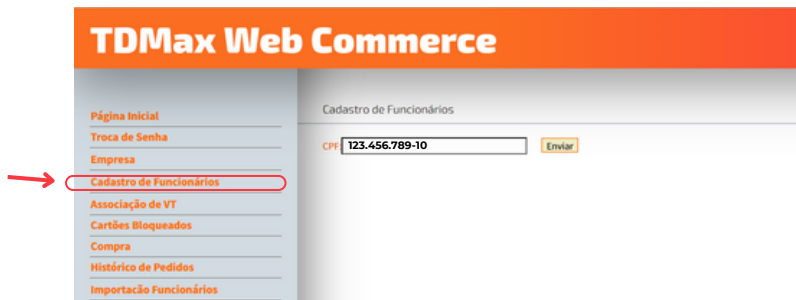 TDMax Web Commerce
Página Inicial
Troca de Senha
Empresa
Cadastro de Funcionários
Associação de VT
Cartões Bloqueados
Compra
Histórico de Pedidos
Importacão Funcionários
Cadastro de Funcionários
CPF: 123.456.789-10 Enviar